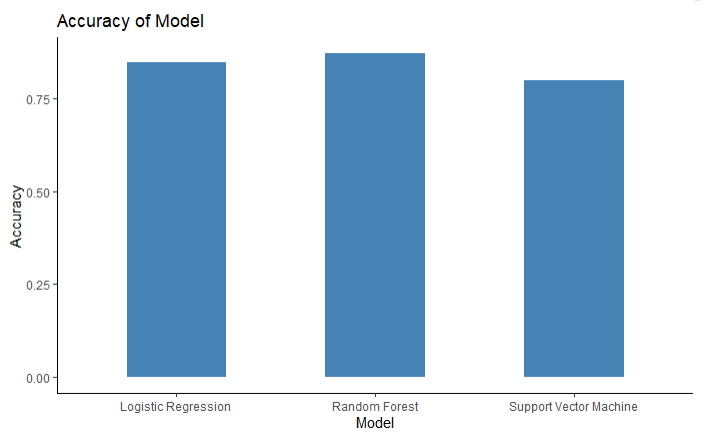 Accuracy of Model
Accuracy
0.75
0.50
0.25
0.00
Logistic Regression
Random Forest
Support Vector Machine
Model